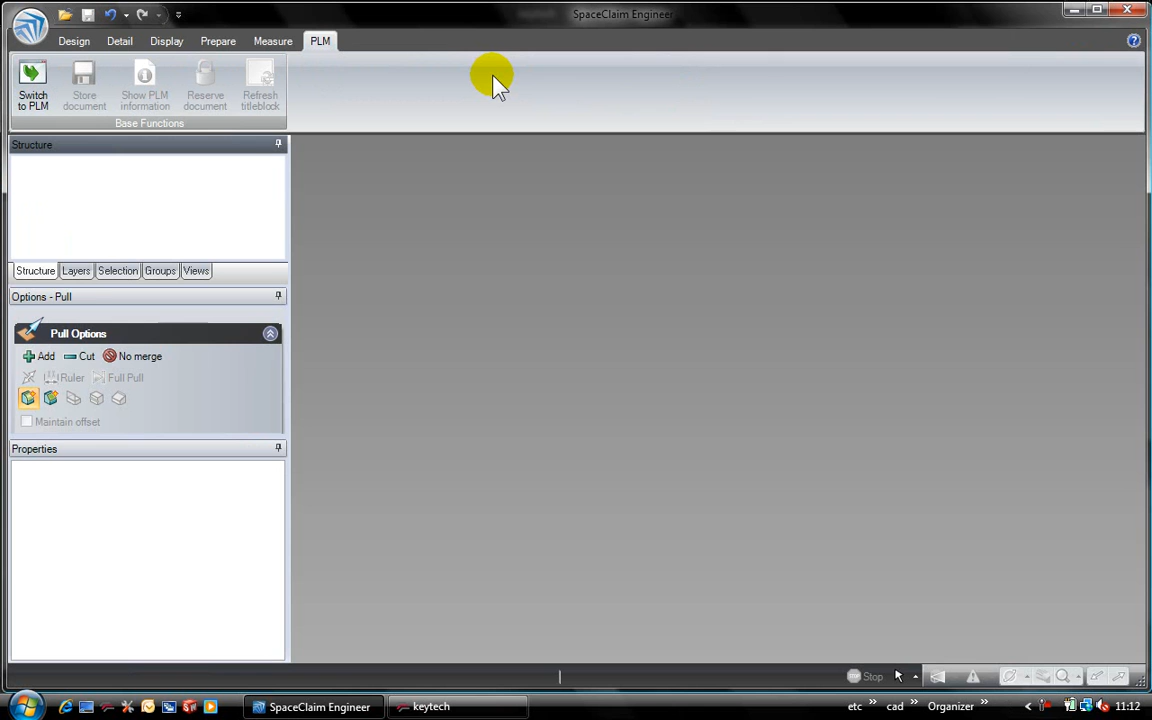 SpaceClaim Engineer
Design Detail Display Prepare Measure PLM
Switch to PLM
Store document
Show PLM information
Reserve document
Refresh titleblock
Base Functions
Structure
Structure Layers Selection Groups Views
Options - Pull
Pull Options
Add Cut No merge
Ruler Full Pull
Maintain offset
Properties
Stop
SpaceClaim Engineer keytech etc » cad » Organizer » 11:12